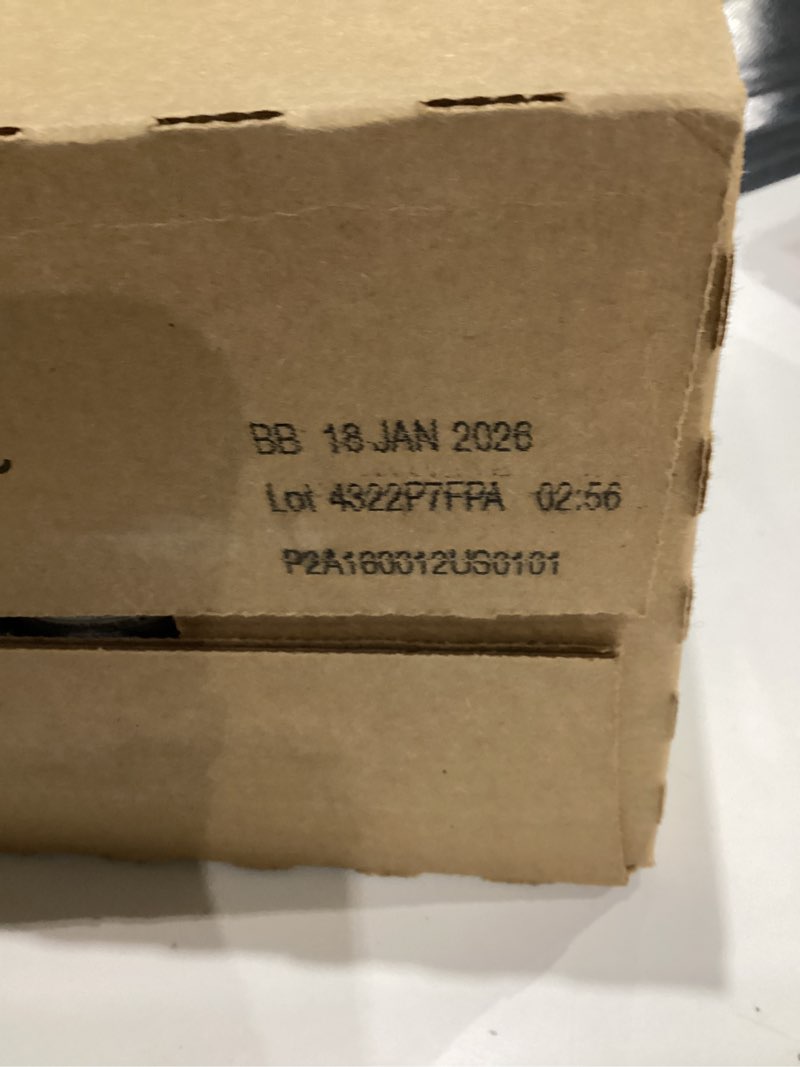 BB 18 JAN 2026
Lot 4322P7FPA 02:56
P2A160012US0101